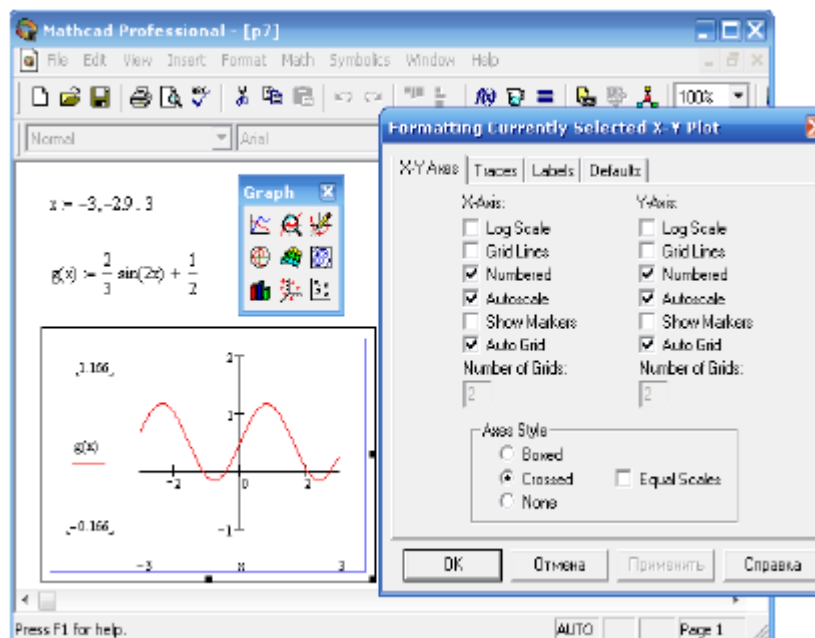 Mathcad Professional - [p7]
File Edit View Insert Format Math Symbolics Window Help
100%
Normal Arial
Formatting Currently Selected X-Y Plot
X-Y Axes Traces Labels Defaults
x := -3,-2.9..3
g(x) := 2/3 sin(2x) + 1/2
Graph
X-Axis: Y-Axis:
Log Scale Log Scale
Grid Lines Grid Lines
Numbered Numbered
Autoscale Autoscale
Show Markers Show Markers
Auto Grid Auto Grid
Number of Grids: Number of Grids:
2 2
Axes Style
Boxed
Crossed Equal Scales
None
OK Отмена Применить Справка
1.166
2
1
g(x)
-2 0 2
-0.166
-1
-3 x 3
Press F1 for help. AUTO Page 1